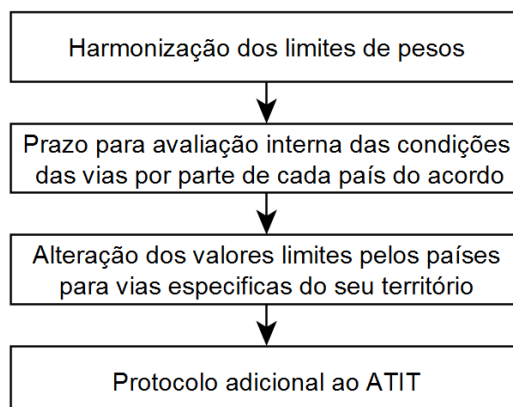 Harmonização dos limites de pesos
Prazo para avaliação interna das condições
das vias por parte de cada país do acordo
Alteração dos valores limites pelos países
para vias especificas do seu território
Protocolo adicional ao ATIT